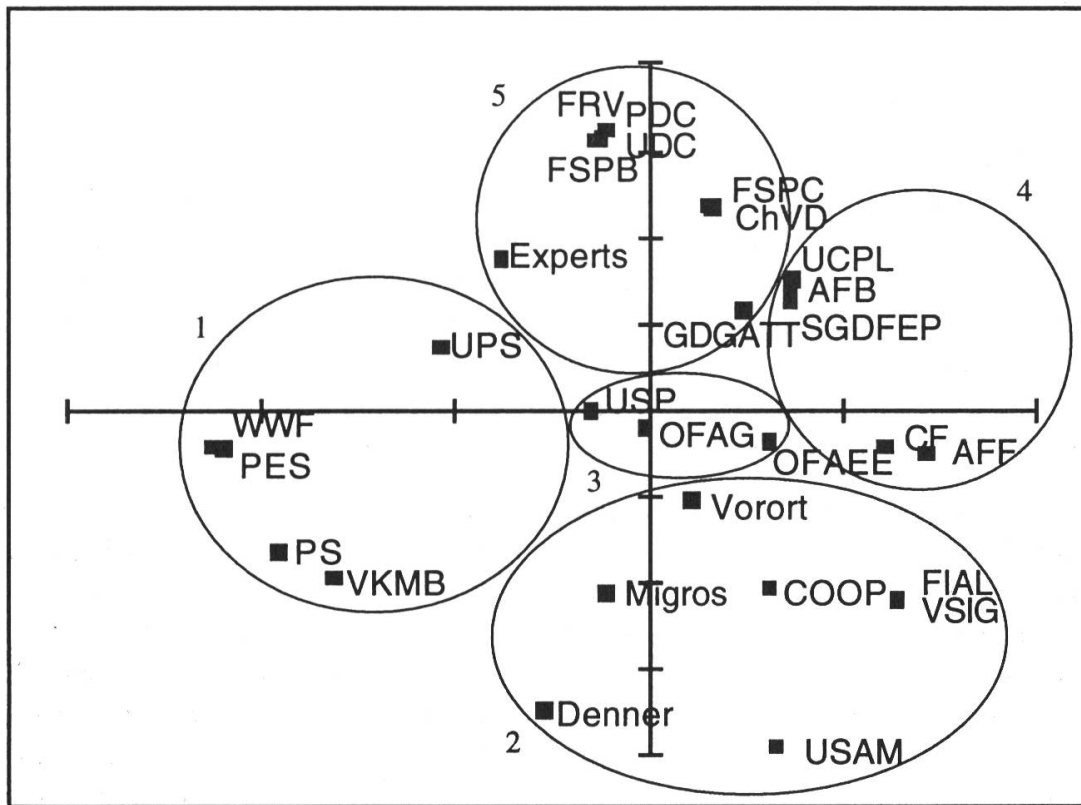 5
FRV PDC
UDC
FSPB
FSPC
ChVD
4
Experts
UCPL
AFB
GDGATT SGDFEP
1
UPS
USP
WWF
PES
OFAG
OFAEE
CF
AFF
3
Vorort
PS
VKMB
Migros
COOP
FIAL
VSIG
Denner
2
USAM